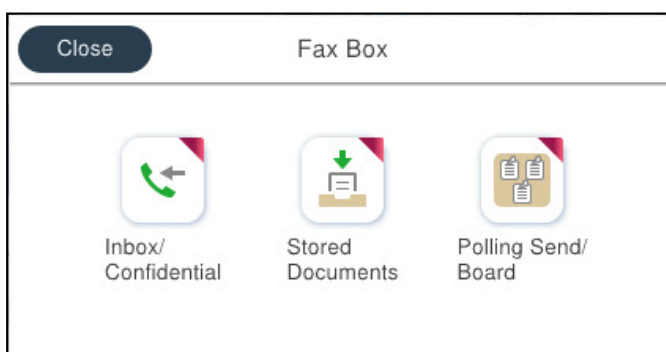 Close
Fax Box
Inbox/
Confidential
Stored
Documents
Polling Send/
Board